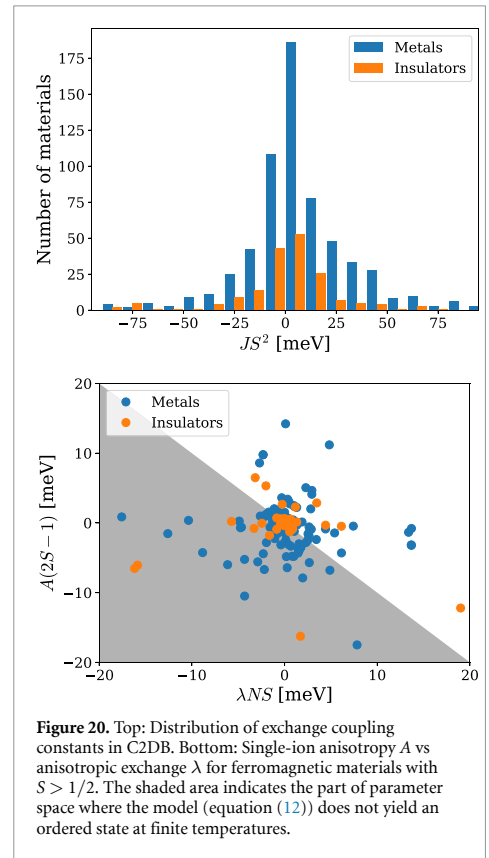 175
150
125
100
75
50
25
0
Number of materials
Metals
Insulators
−75 −50 −25 0 25 50 75
JS² [meV]
20
10
0
−10
−20
A(2S − 1) [meV]
Metals
Insulators
−20 −10 0 10 20
λNS [meV]
Figure 20. Top: Distribution of exchange coupling
constants in C2DB. Bottom: Single-ion anisotropy A vs
anisotropic exchange λ for ferromagnetic materials with
S > 1/2. The shaded area indicates the part of parameter
space where the model (equation (12)) does not yield an
ordered state at finite temperatures.